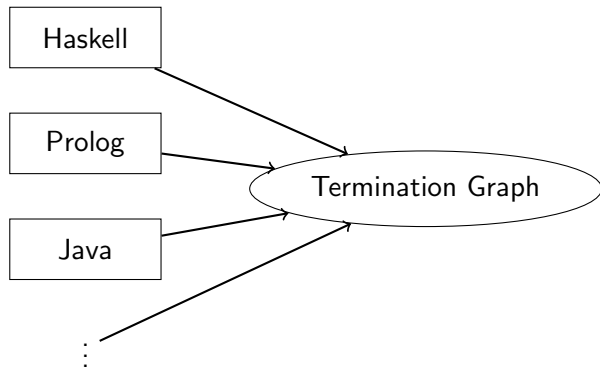 Haskell
Prolog
Termination Graph
Java
⋮